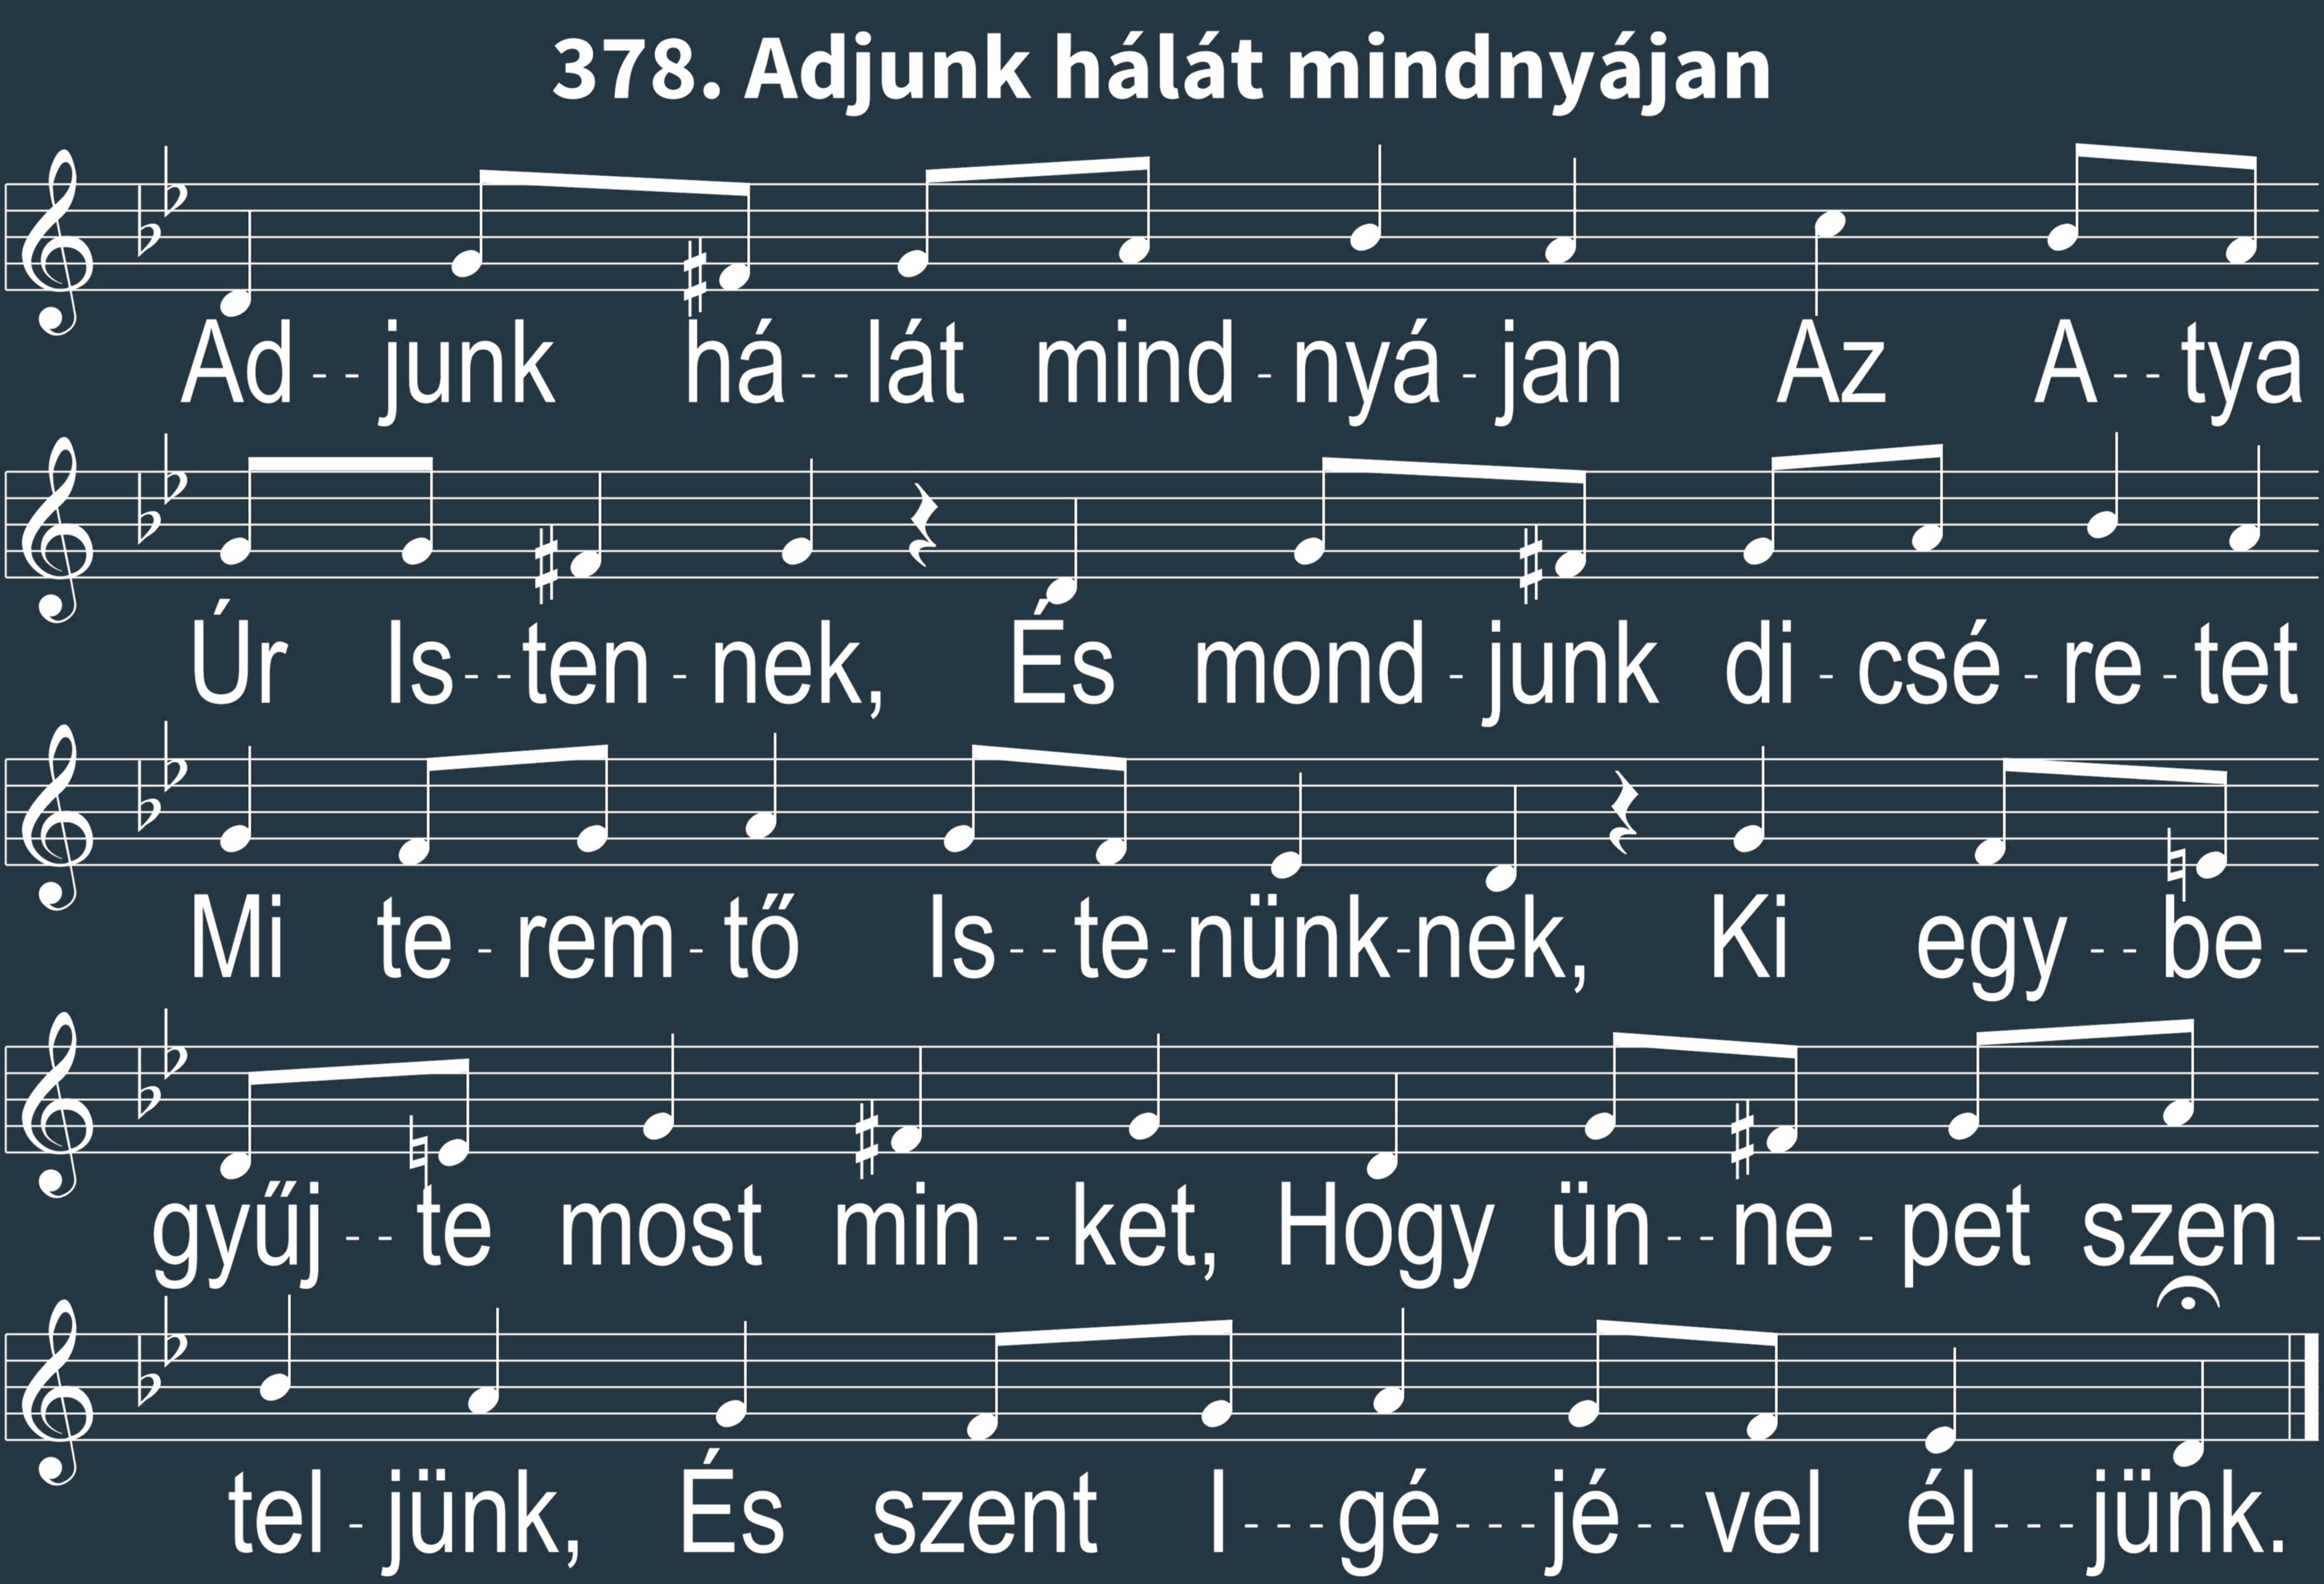 378. Adjunk hálát mindnyájan
Ad--junk há--lát mind-nyá-jan Az A--tya
Úr Is--ten-nek, És mond-junk di-csé-re-tet
Mi te-rem-tő Is--te-nünk-nek, Ki egy--be-
gyűj--te most min--ket, Hogy ün--ne-pet szen-
tel-jünk, És szent I---gé---jé--vel él---jünk.